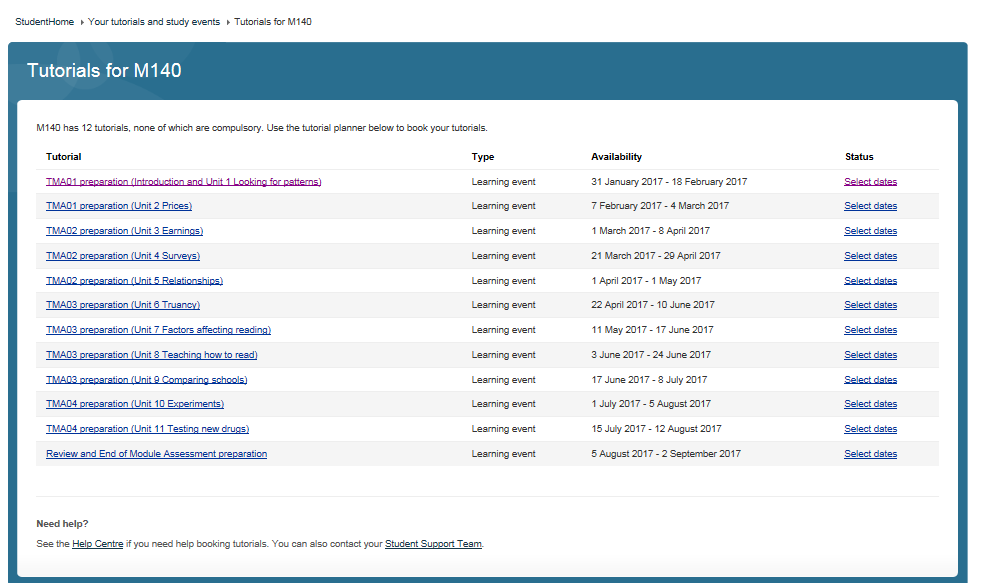 StudentHome Your tutorials and study events Tutorials for M140
Tutorials for M140
M140 has 12 tutorials, none of which are compulsory. Use the tutorial planner below to book your tutorials.
Tutorial Type Availability Status
TMA01 preparation (Introduction and Unit 1 Looking for patterns) Learning event 31 January 2017 - 18 February 2017 Select dates
TMA01 preparation (Unit 2 Prices) Learning event 7 February 2017 - 4 March 2017 Select dates
TMA02 preparation (Unit 3 Earnings) Learning event 1 March 2017 - 8 April 2017 Select dates
TMA02 preparation (Unit 4 Surveys) Learning event 21 March 2017 - 29 April 2017 Select dates
TMA02 preparation (Unit 5 Relationships) Learning event 1 April 2017 - 1 May 2017 Select dates
TMA03 preparation (Unit 6 Truancy) Learning event 22 April 2017 - 10 June 2017 Select dates
TMA03 preparation (Unit 7 Factors affecting reading) Learning event 11 May 2017 - 17 June 2017 Select dates
TMA03 preparation (Unit 8 Teaching how to read) Learning event 3 June 2017 - 24 June 2017 Select dates
TMA03 preparation (Unit 9 Comparing schools) Learning event 17 June 2017 - 8 July 2017 Select dates
TMA04 preparation (Unit 10 Experiments) Learning event 1 July 2017 - 5 August 2017 Select dates
TMA04 preparation (Unit 11 Testing new drugs) Learning event 15 July 2017 - 12 August 2017 Select dates
Review and End of Module Assessment preparation Learning event 5 August 2017 - 2 September 2017 Select dates
Need help?
See the Help Centre if you need help booking tutorials. You can also contact your Student Support Team.